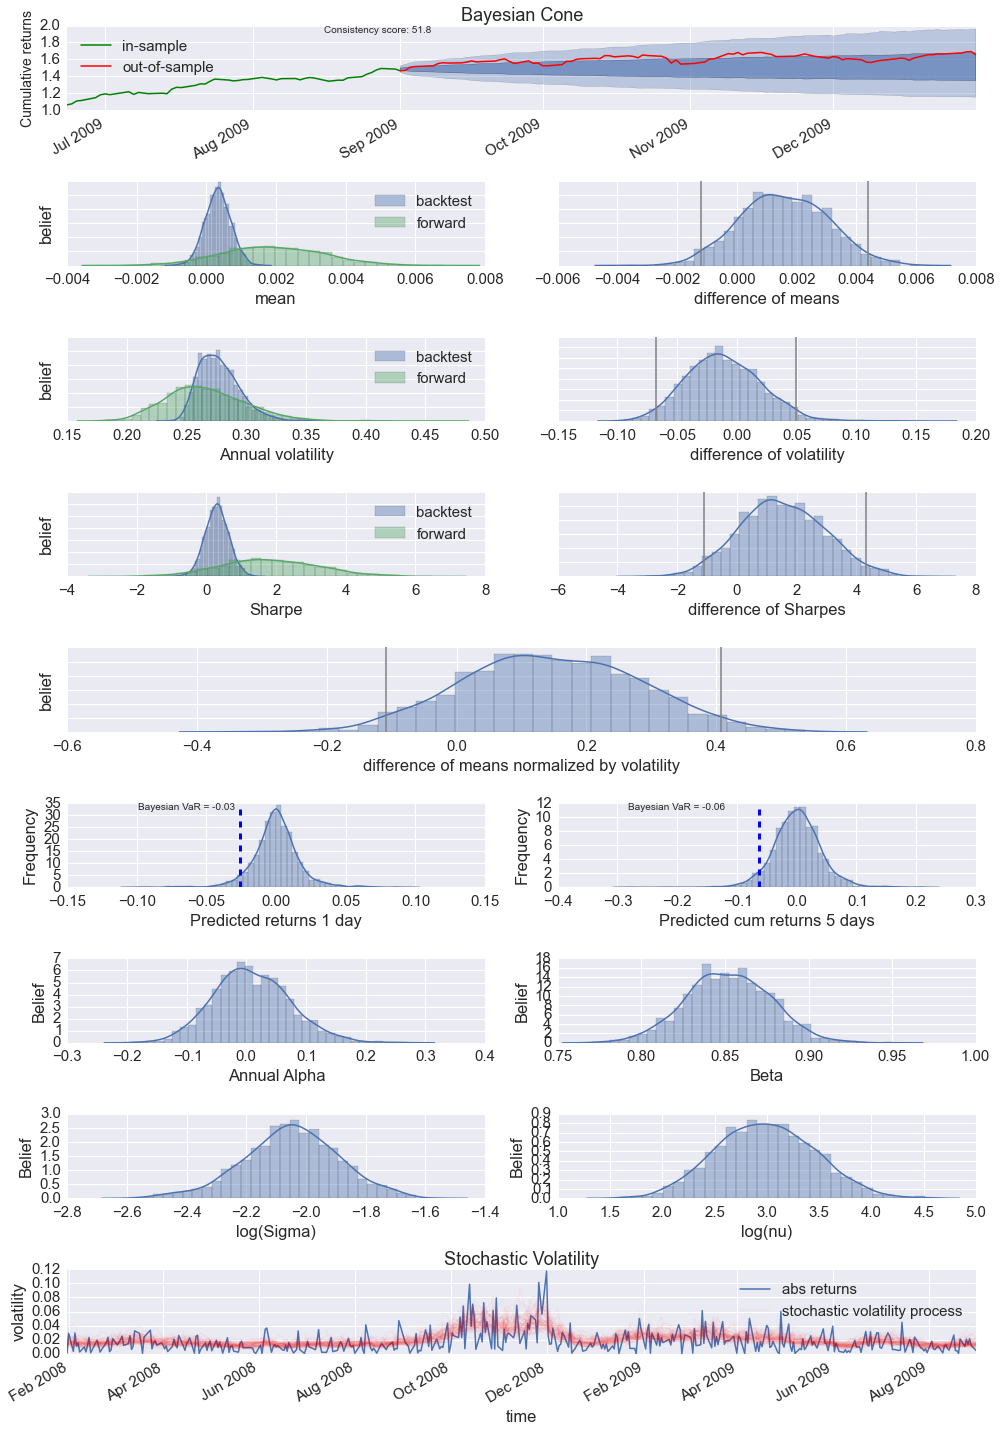 Bayesian Cone
Consistency score: 51.8
Cumulative returns
2.0
1.8
1.6
1.4
1.2
1.0
in-sample
out-of-sample
Jul 2009 Aug 2009 Sep 2009 Oct 2009 Nov 2009 Dec 2009
belief
backtest
forward
−0.004 −0.002 0.000 0.002 0.004 0.006 0.008
mean
−0.006 −0.004 −0.002 0.000 0.002 0.004 0.006 0.008
difference of means
belief
backtest
forward
0.15 0.20 0.25 0.30 0.35 0.40 0.45 0.50
Annual volatility
−0.15 −0.10 −0.05 0.00 0.05 0.10 0.15 0.20
difference of volatility
belief
backtest
forward
−4 −2 0 2 4 6 8
Sharpe
−6 −4 −2 0 2 4 6 8
difference of Sharpes
belief
−0.6 −0.4 −0.2 0.0 0.2 0.4 0.6 0.8
difference of means normalized by volatility
Frequency
35
30
25
20
15
10
5
0
Bayesian VaR = -0.03
−0.15 −0.10 −0.05 0.00 0.05 0.10 0.15
Predicted returns 1 day
Frequency
12
10
8
6
4
2
0
Bayesian VaR = -0.06
−0.4 −0.3 −0.2 −0.1 0.0 0.1 0.2 0.3
Predicted cum returns 5 days
Belief
7
6
5
4
3
2
1
0
−0.3 −0.2 −0.1 0.0 0.1 0.2 0.3 0.4
Annual Alpha
Belief
18
16
14
12
10
8
6
4
2
0
0.75 0.80 0.85 0.90 0.95 1.00
Beta
Belief
3.0
2.5
2.0
1.5
1.0
0.5
0.0
−2.8 −2.6 −2.4 −2.2 −2.0 −1.8 −1.6 −1.4
log(Sigma)
Belief
0.9
0.8
0.7
0.6
0.5
0.4
0.3
0.2
0.1
0.0
1.0 1.5 2.0 2.5 3.0 3.5 4.0 4.5 5.0
log(nu)
Stochastic Volatility
volatility
0.12
0.10
0.08
0.06
0.04
0.02
0.00
abs returns
stochastic volatility process
Feb 2008 Apr 2008 Jun 2008 Aug 2008 Oct 2008 Dec 2008 Feb 2009 Apr 2009 Jun 2009 Aug 2009
time